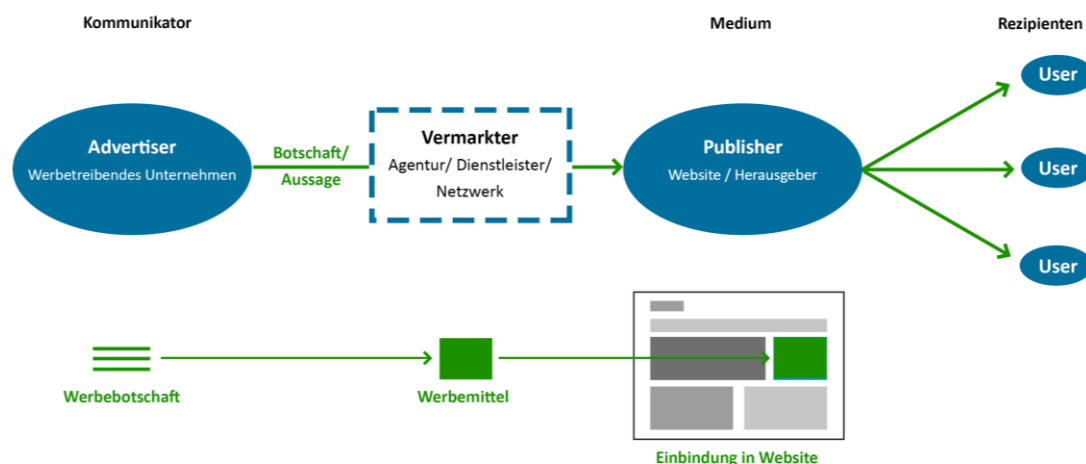 Kommunikator
Medium
Rezipienten
Advertiser
Werbetreibendes Unternehmen
Botschaft/
Aussage
Vermarkter
Agentur/ Dienstleister/
Netzwerk
Publisher
Website / Herausgeber
User
User
User
Werbebotschaft
Werbemittel
Einbindung in Website